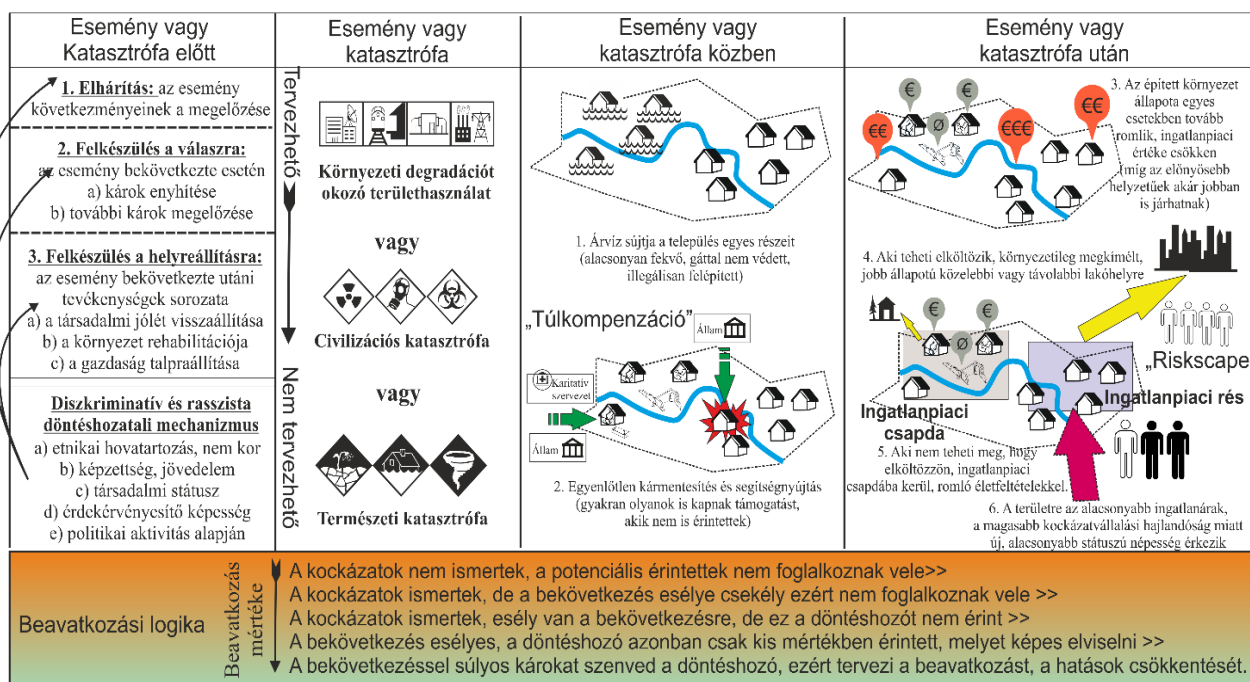 Esemény vagy
Katasztrófa előtt
1. Elhárítás: az esemény
következményeinek a megelőzése
2. Felkészülés a válaszra:
az esemény bekövetkezte esetén
a) károk enyhítése
b) további károk megelőzése
3. Felkészülés a helyreállításra:
az esemény bekövetkezte utáni
tevékenységek sorozata
a) a társadalmi jólét visszaállítása
b) a környezet rehabilitációja
c) a gazdaság talpraállítása
Diszkriminatív és rasszista
döntéshozatali mechanizmus
a) etnikai hovatartozás, nem kor
b) képzettség, jövedelem
c) társadalmi státusz
d) érdekérvényesítő képesség
e) politikai aktivitás alapján
Esemény vagy
katasztrófa
Tervezhető
Nem tervezhető
Környezeti degradációt
okozó területhasználat
vagy
Civilizációs katasztrófa
vagy
Természeti katasztrófa
Esemény vagy
katasztrófa közben
1. Árvíz sújtja a település egyes részeit
(alacsonyan fekvő, gáttal nem védett,
illegálisan felépített)
„Túlkompenzáció”
Állam
Karitatív
szervezet
Állam
2. Egyenlőtlen kármentesítés és segítségnyújtás
(gyakran olyanok is kapnak támogatást,
akik nem is érintettek)
Esemény vagy
katasztrófa után
€€
€
Ø
€
€€€
€€
3. Az épített környezet
állapota egyes
esetekben tovább
romlik, ingatlanpiaci
értéke csökken
(míg az előnyösebb
helyzetűek akár jobban
is járhatnak)
4. Aki teheti elköltözik, környezetileg megkímélt,
jobb állapotú közelebbi vagy távolabbi lakóhelyre
€
Ø
€
„Riskscape”
Ingatlanpiaci
csapda
Ingatlanpiaci rés
5. Aki nem teheti meg, hogy
elköltözzön, ingatlanpiaci
csapdába kerül, romló életfeltételekkel.
6. A területre az alacsonyabb ingatlanárak,
a magasabb kockázatvállalási hajlandóság miatt
új, alacsonyabb státuszú népesség érkezik
Beavatkozási logika
Beavatkozás
mértéke
A kockázatok nem ismertek, a potenciális érintettek nem foglalkoznak vele>>
A kockázatok ismertek, de a bekövetkezés esélye csekély ezért nem foglalkoznak vele >>
A kockázatok ismertek, esély van a bekövetkezésre, de ez a döntéshozót nem érint >>
A bekövetkezés esélyes, a döntéshozó azonban csak kis mértékben érintett, melyet képes elviselni >>
A bekövetkezéssel súlyos károkat szenved a döntéshozó, ezért tervezi a beavatkozást, a hatások csökkentését.